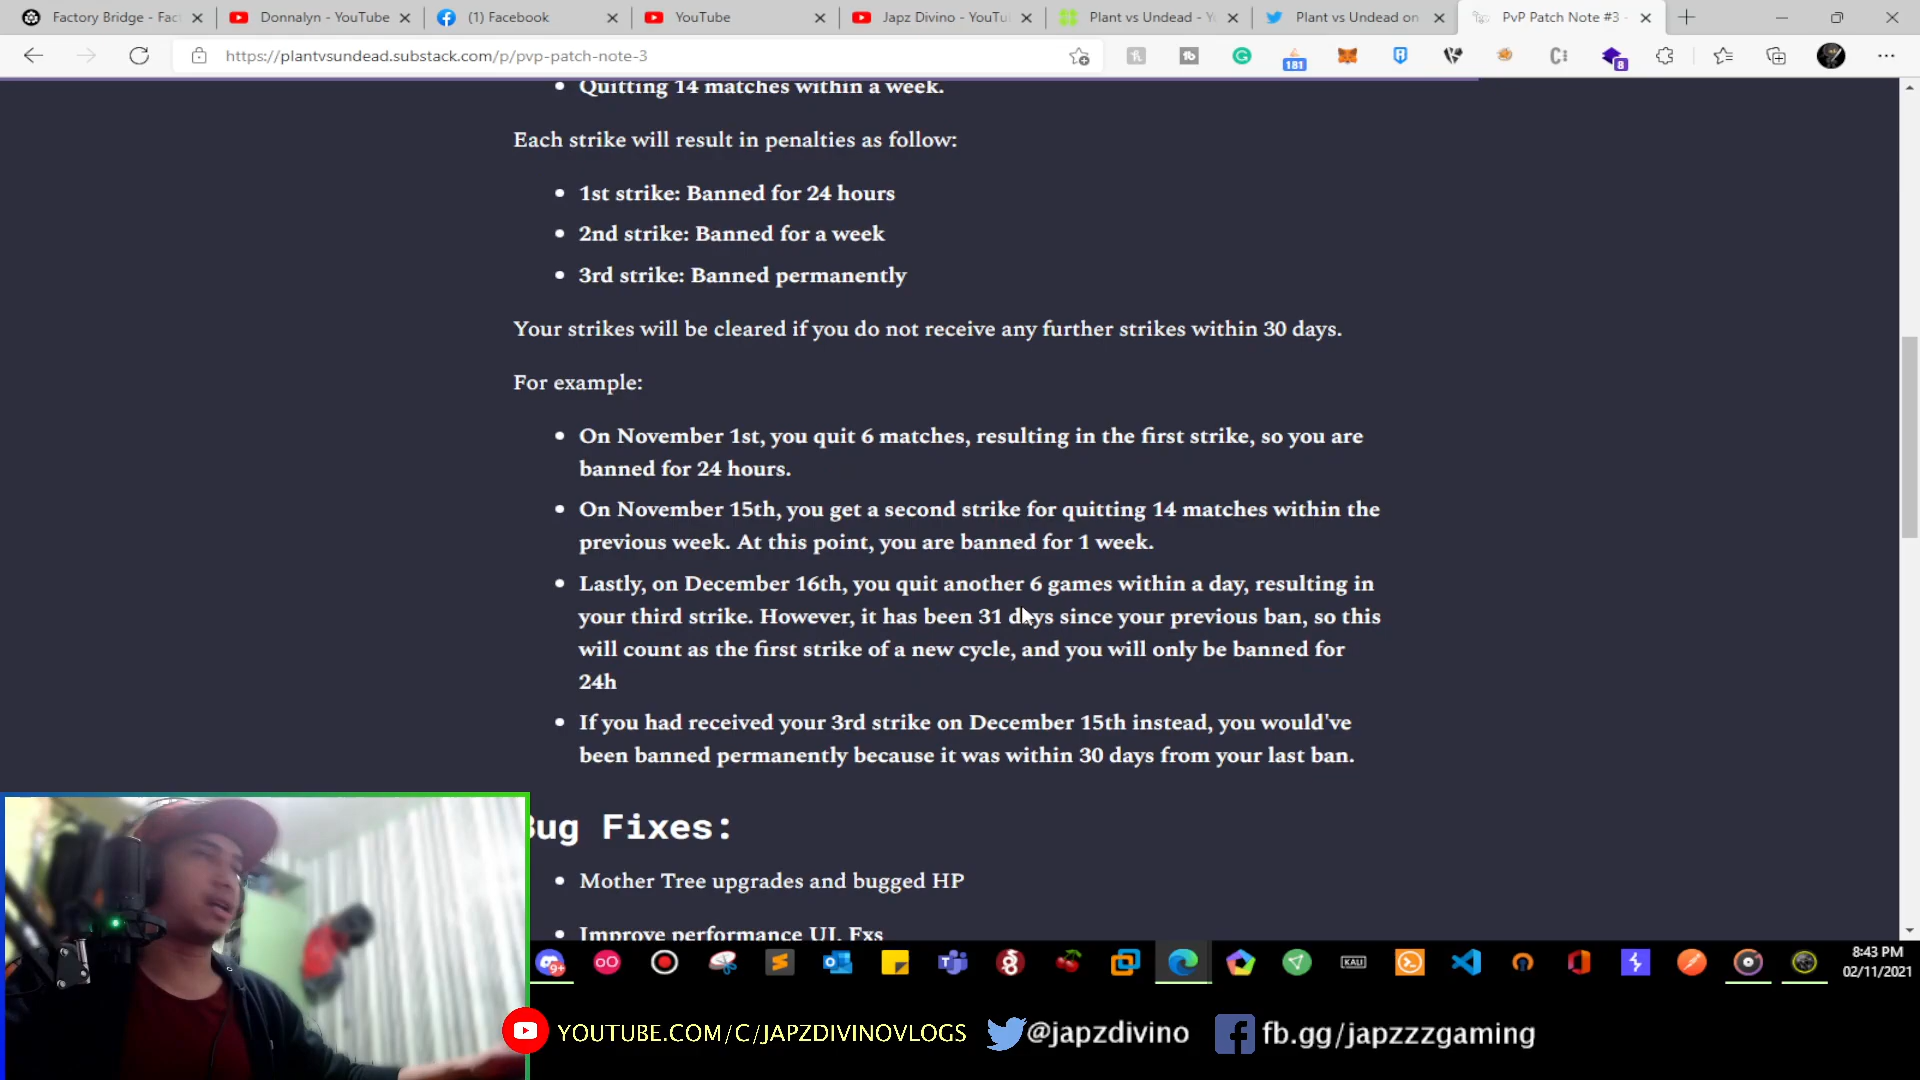 Factory Bridge - Fac
Donnalyn - YouTube
(1) Facebook
YouTube
Japz Divino - YouTu
Plant vs Undead - Y
Plant vs Undead on
PvP Patch Note #3 -
https://plantvsundead.substack.com/p/pvp-patch-note-3
181
8
Quitting 14 matches within a week.
Each strike will result in penalties as follow:
1st strike: Banned for 24 hours
2nd strike: Banned for a week
3rd strike: Banned permanently
Your strikes will be cleared if you do not receive any further strikes within 30 days.
For example:
On November 1st, you quit 6 matches, resulting in the first strike, so you are
banned for 24 hours.
On November 15th, you get a second strike for quitting 14 matches within the
previous week. At this point, you are banned for 1 week.
Lastly, on December 16th, you quit another 6 games within a day, resulting in
your third strike. However, it has been 31 days since your previous ban, so this
will count as the first strike of a new cycle, and you will only be banned for
24h
If you had received your 3rd strike on December 15th instead, you would've
been banned permanently because it was within 30 days from your last ban.
Bug Fixes:
Mother Tree upgrades and bugged HP
Improve performance UI, Fxs
9+
KALI
8:43 PM
02/11/2021
YOUTUBE.COM/C/JAPZDIVINOVLOGS
@japzdivino
fb.gg/japzzzgaming